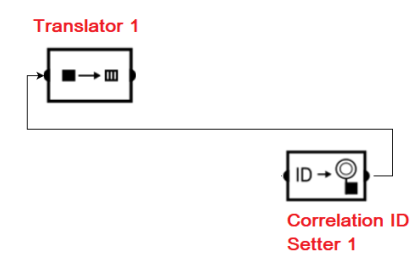 Translator 1
ID
Correlation ID
Setter 1